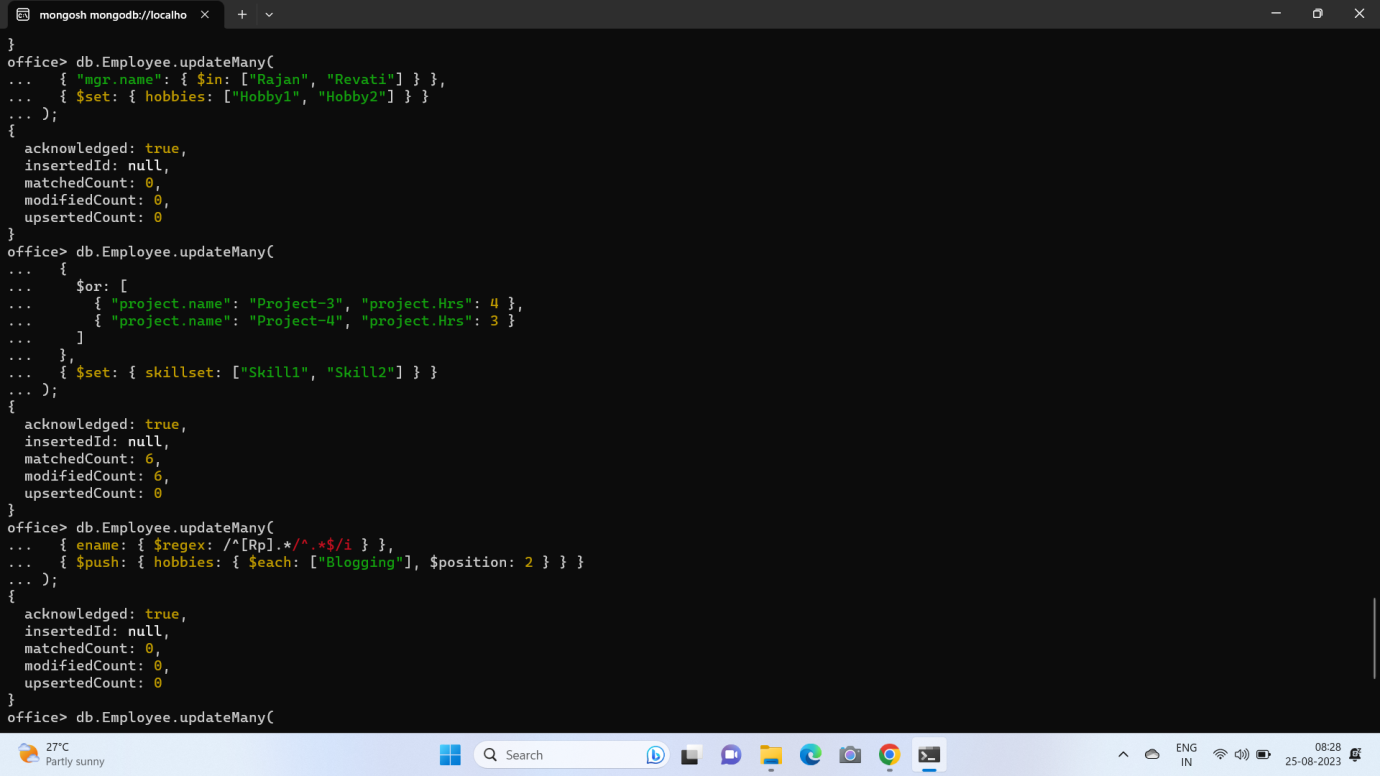 mongosh mongodb://localho
}
office> db.Employee.updateMany(
...   { "mgr.name": { $in: ["Rajan", "Revati"] } },
...   { $set: { hobbies: ["Hobby1", "Hobby2"] } }
... );
{
  acknowledged: true,
  insertedId: null,
  matchedCount: 0,
  modifiedCount: 0,
  upsertedCount: 0
}
office> db.Employee.updateMany(
...   {
...     $or: [
...       { "project.name": "Project-3", "project.Hrs": 4 },
...       { "project.name": "Project-4", "project.Hrs": 3 }
...     ]
...   },
...   { $set: { skillset: ["Skill1", "Skill2"] } }
... );
{
  acknowledged: true,
  insertedId: null,
  matchedCount: 6,
  modifiedCount: 6,
  upsertedCount: 0
}
office> db.Employee.updateMany(
...   { ename: { $regex: /^[Rp].*/^.*$/i } },
...   { $push: { hobbies: { $each: ["Blogging"], $position: 2 } } }
... );
{
  acknowledged: true,
  insertedId: null,
  matchedCount: 0,
  modifiedCount: 0,
  upsertedCount: 0
}
office> db.Employee.updateMany(
27°C
Partly sunny
Search
ENG
IN
08:28
25-08-2023